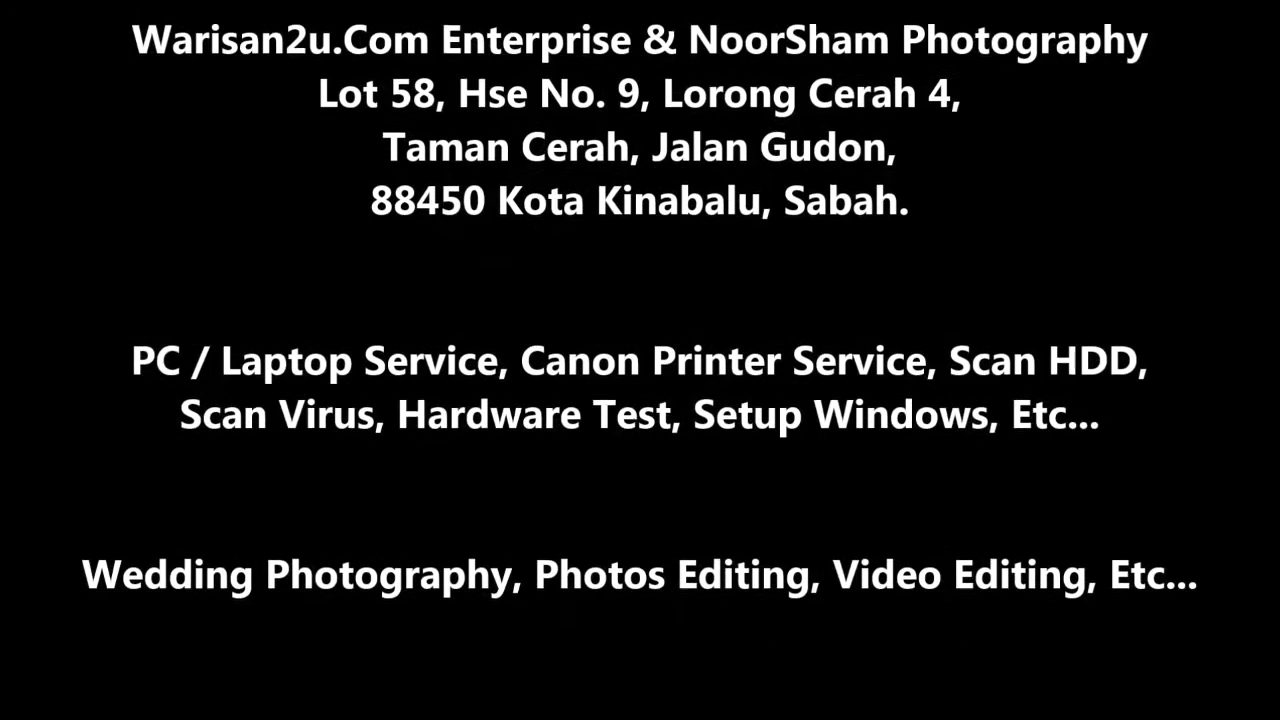 Warisan2u.Com Enterprise & NoorSham Photography
Lot 58, Hse No. 9, Lorong Cerah 4,
Taman Cerah, Jalan Gudon,
88450 Kota Kinabalu, Sabah.
PC / Laptop Service, Canon Printer Service, Scan HDD,
Scan Virus, Hardware Test, Setup Windows, Etc...
Wedding Photography, Photos Editing, Video Editing, Etc...